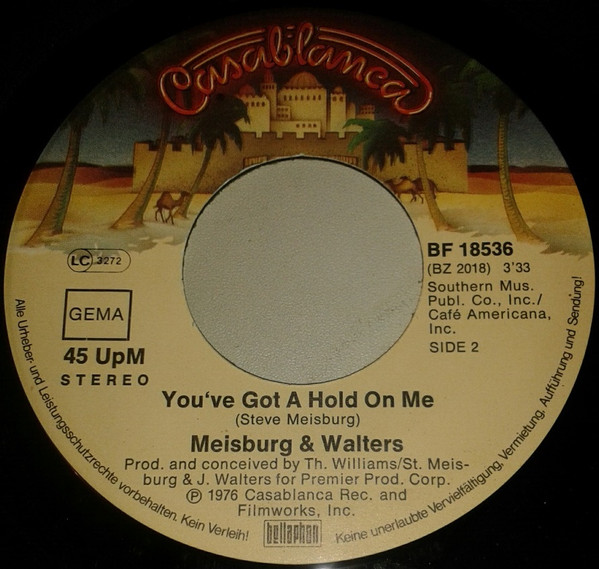 Casablanca
LC 3272
GEMA
45 UpM
STEREO
BF 18536
(BZ 2018) 3'33
Southern Mus.
Publ. Co., Inc./
Café Americana,
Inc.
SIDE 2
You've Got A Hold On Me
(Steve Meisburg)
Meisburg & Walters
Prod. and conceived by Th. Williams/St. Meis-
burg & J. Walters for Premier Prod. Corp.
Ⓟ 1976 Casablanca Rec. and
Filmworks, Inc.
bellaphon
Alle Urheber- und Leistungsschutzrechte vorbehalten. Kein Verleih! Keine unerlaubte Vervielfältigung, Vermietung, Aufführung und Sendung!